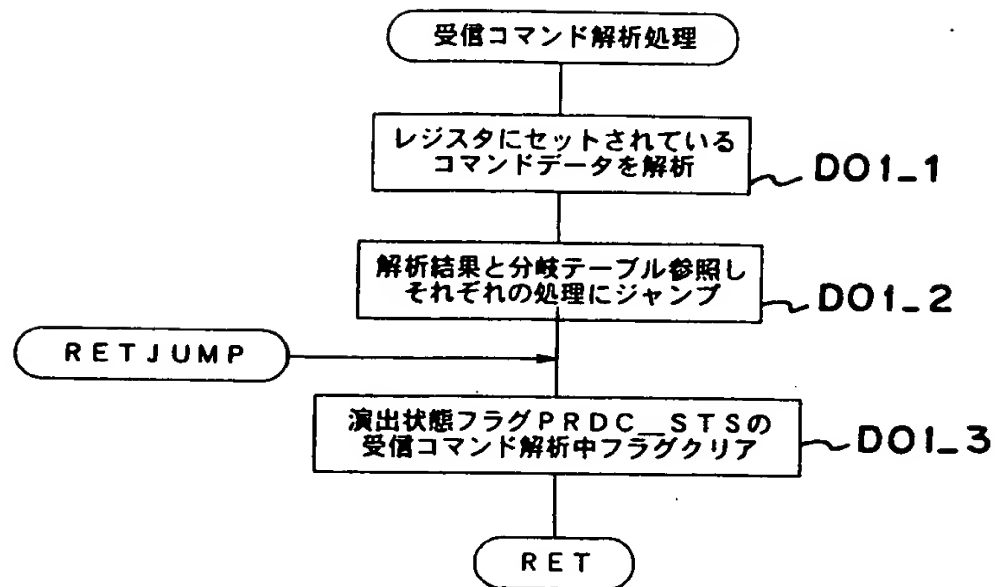 受信コマンド解析処理
レジスタにセットされている
コマンドデータを解析
DO1_1
解析結果と分岐テーブル参照し
それぞれの処理にジャンプ
DO1_2
RETJUMP
演出状態フラグPRDC_STSの
受信コマンド解析中フラグクリア
DO1_3
RET